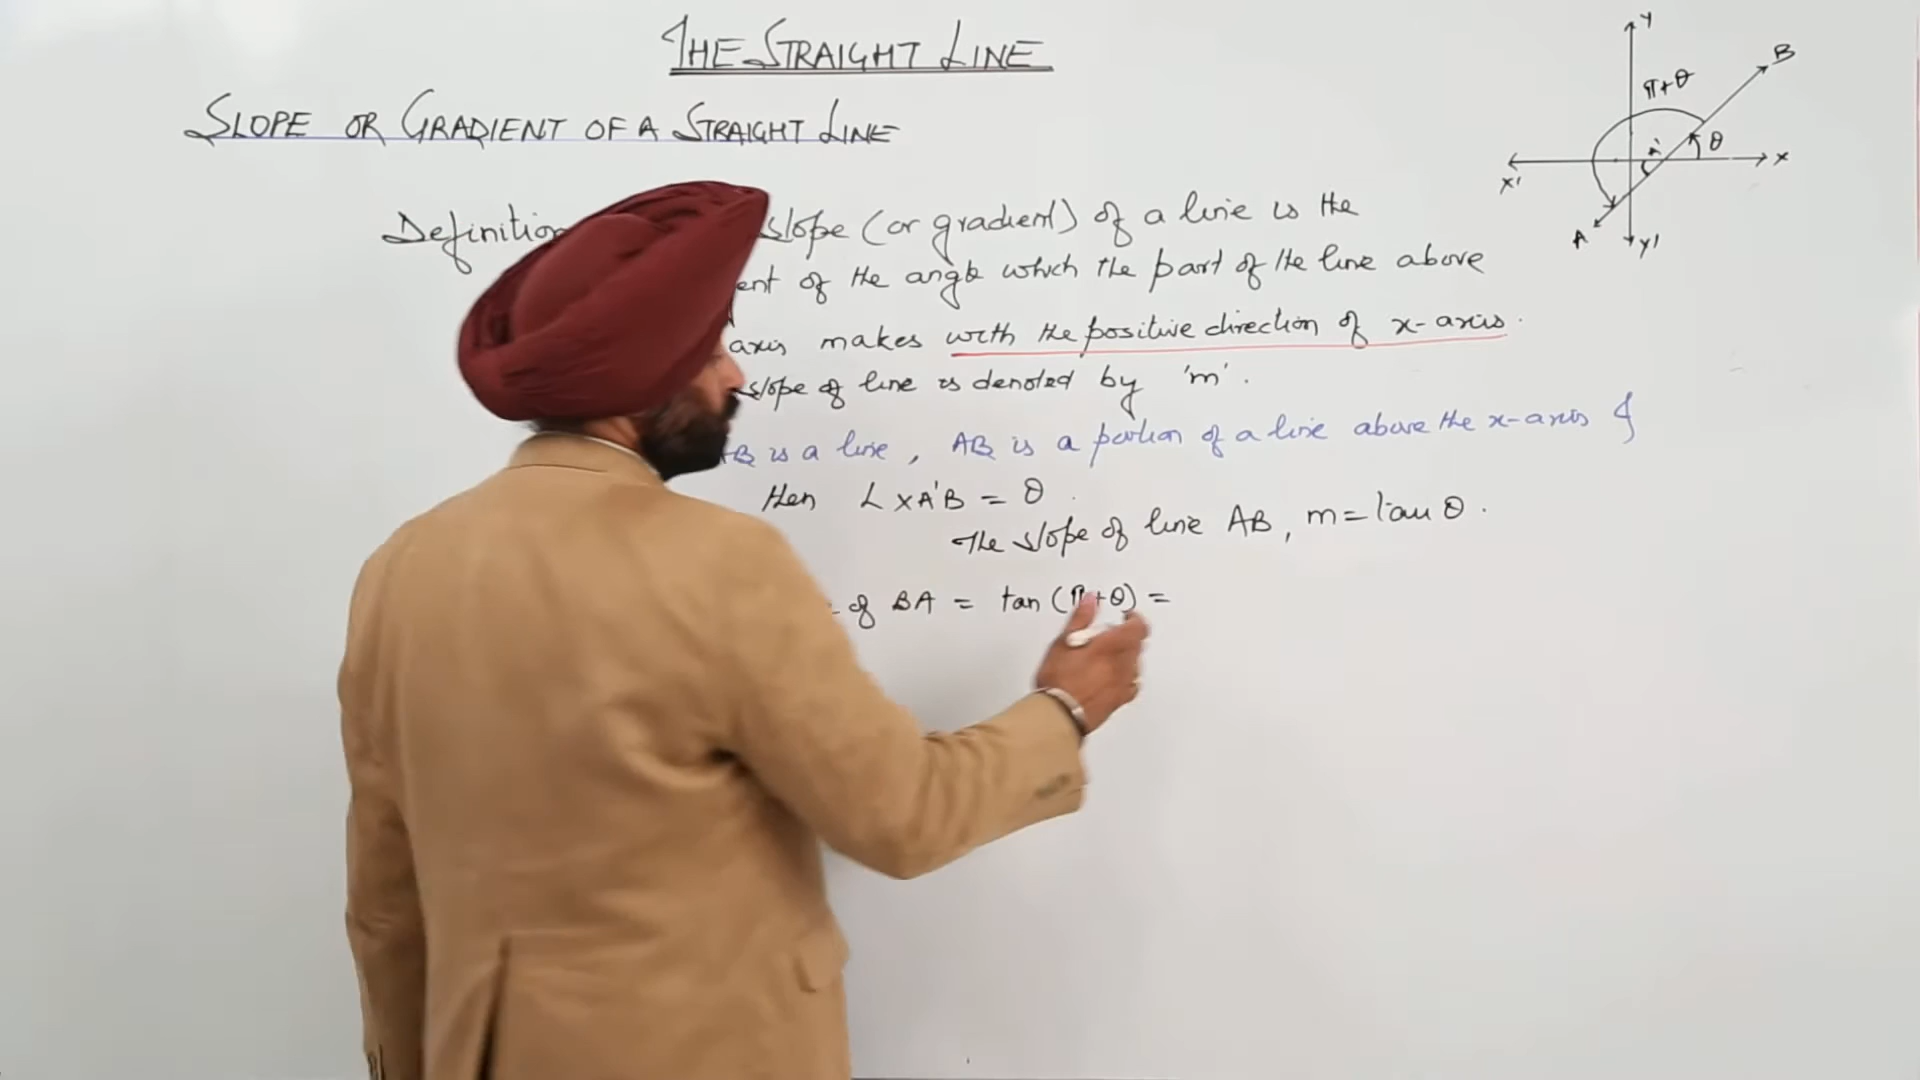 THE STRAIGHT LINE
SLOPE OR GRADIENT OF A STRAIGHT LINE
Definition slope (or gradient) of a line is the
ent of the angle which the part of the line above
axis makes with the positive direction of x-axis.
slope of line is denoted by 'm'.
AB is a line, AB is a portion of a line above the x-axis &
then ∠XA'B = θ.
The slope of line AB, m = tan θ.
of BA = tan (π+θ) =
Y
B
π+θ
θ
A'
X
X'
A
Y'